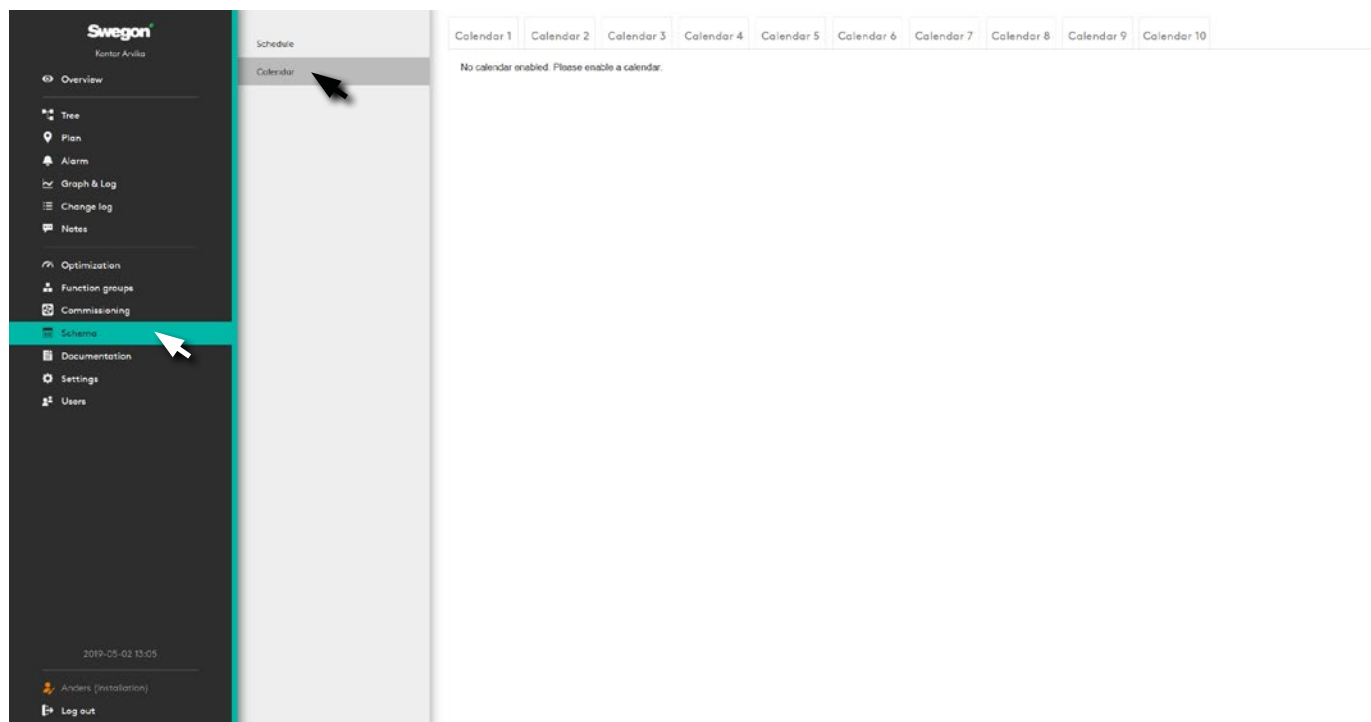 Swegon
Kontor Arvika
Overview
Tree
Plan
Alarm
Graph & Log
Change log
Notes
Optimization
Function groups
Commissioning
Schema
Documentation
Settings
Users
2019-05-02 13:05
Anders (Installation)
Log out
Schedule
Calendar
Calendar 1 Calendar 2 Calendar 3 Calendar 4 Calendar 5 Calendar 6 Calendar 7 Calendar 8 Calendar 9 Calendar 10
No calendar enabled. Please enable a calendar.